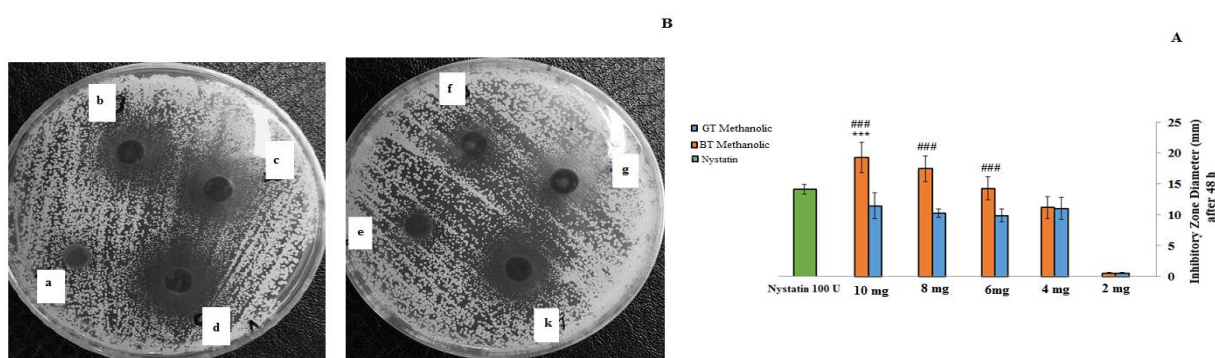 B
A
b
c
a
d
f
g
e
k
GT Metholonic
BT Methanolic
Nystatin
###
***
###
###
25
20
15
10
5
0
Inhibitory Zone Diameter (mm)
after 48 h
Nystatin 100 U
10 mg
8 mg
6mg
4 mg
2 mg